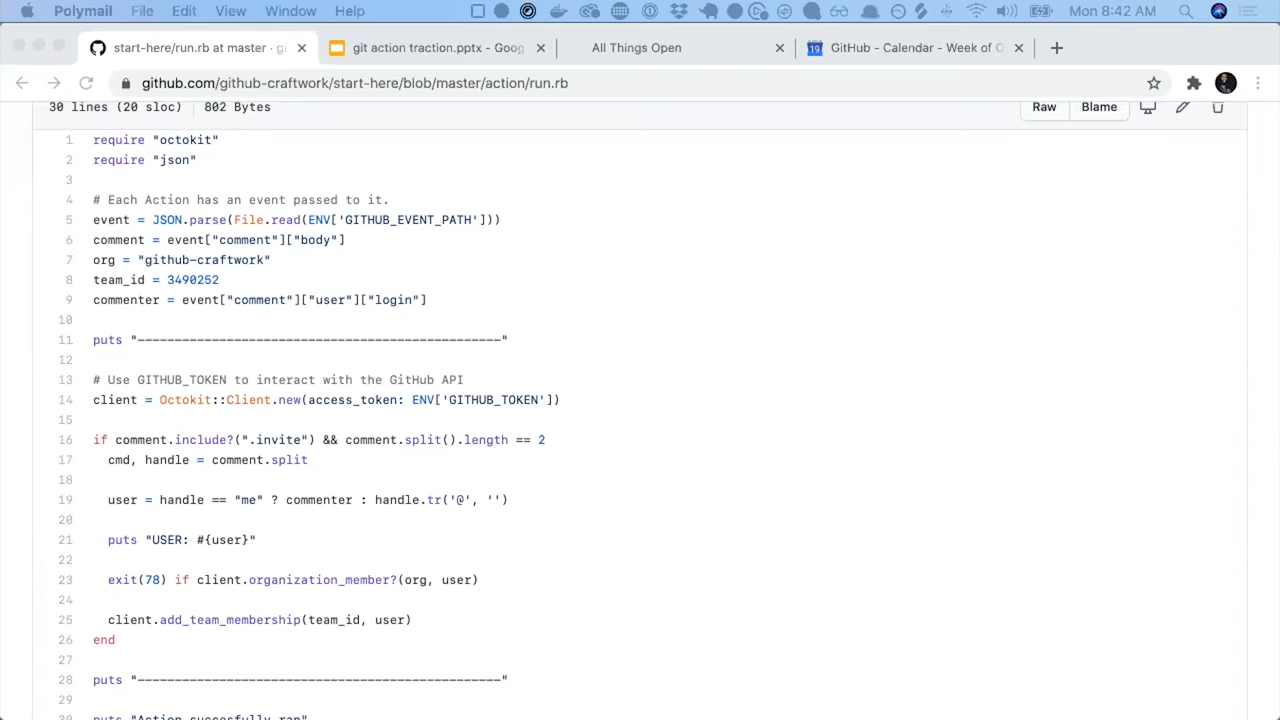 Polymail File Edit View Window Help Mon 8:42 AM
start-here/run.rb at master · g
git action traction.pptx - Goog
All Things Open
19 GitHub - Calendar - Week of O
github.com/github-craftwork/start-here/blob/master/action/run.rb
30 lines (20 sloc) 802 Bytes
Raw Blame
1 require "octokit"
2 require "json"
3
4 # Each Action has an event passed to it.
5 event = JSON.parse(File.read(ENV['GITHUB_EVENT_PATH']))
6 comment = event["comment"]["body"]
7 org = "github-craftwork"
8 team_id = 3490252
9 commenter = event["comment"]["user"]["login"]
10
11 puts "-------------------------------------------------"
12
13 # Use GITHUB_TOKEN to interact with the GitHub API
14 client = Octokit::Client.new(access_token: ENV['GITHUB_TOKEN'])
15
16 if comment.include?(".invite") && comment.split().length == 2
17 cmd, handle = comment.split
18
19 user = handle == "me" ? commenter : handle.tr('@', '')
20
21 puts "USER: #{user}"
22
23 exit(78) if client.organization_member?(org, user)
24
25 client.add_team_membership(team_id, user)
26 end
27
28 puts "-------------------------------------------------"
29
30 puts "Action succesfully ran"